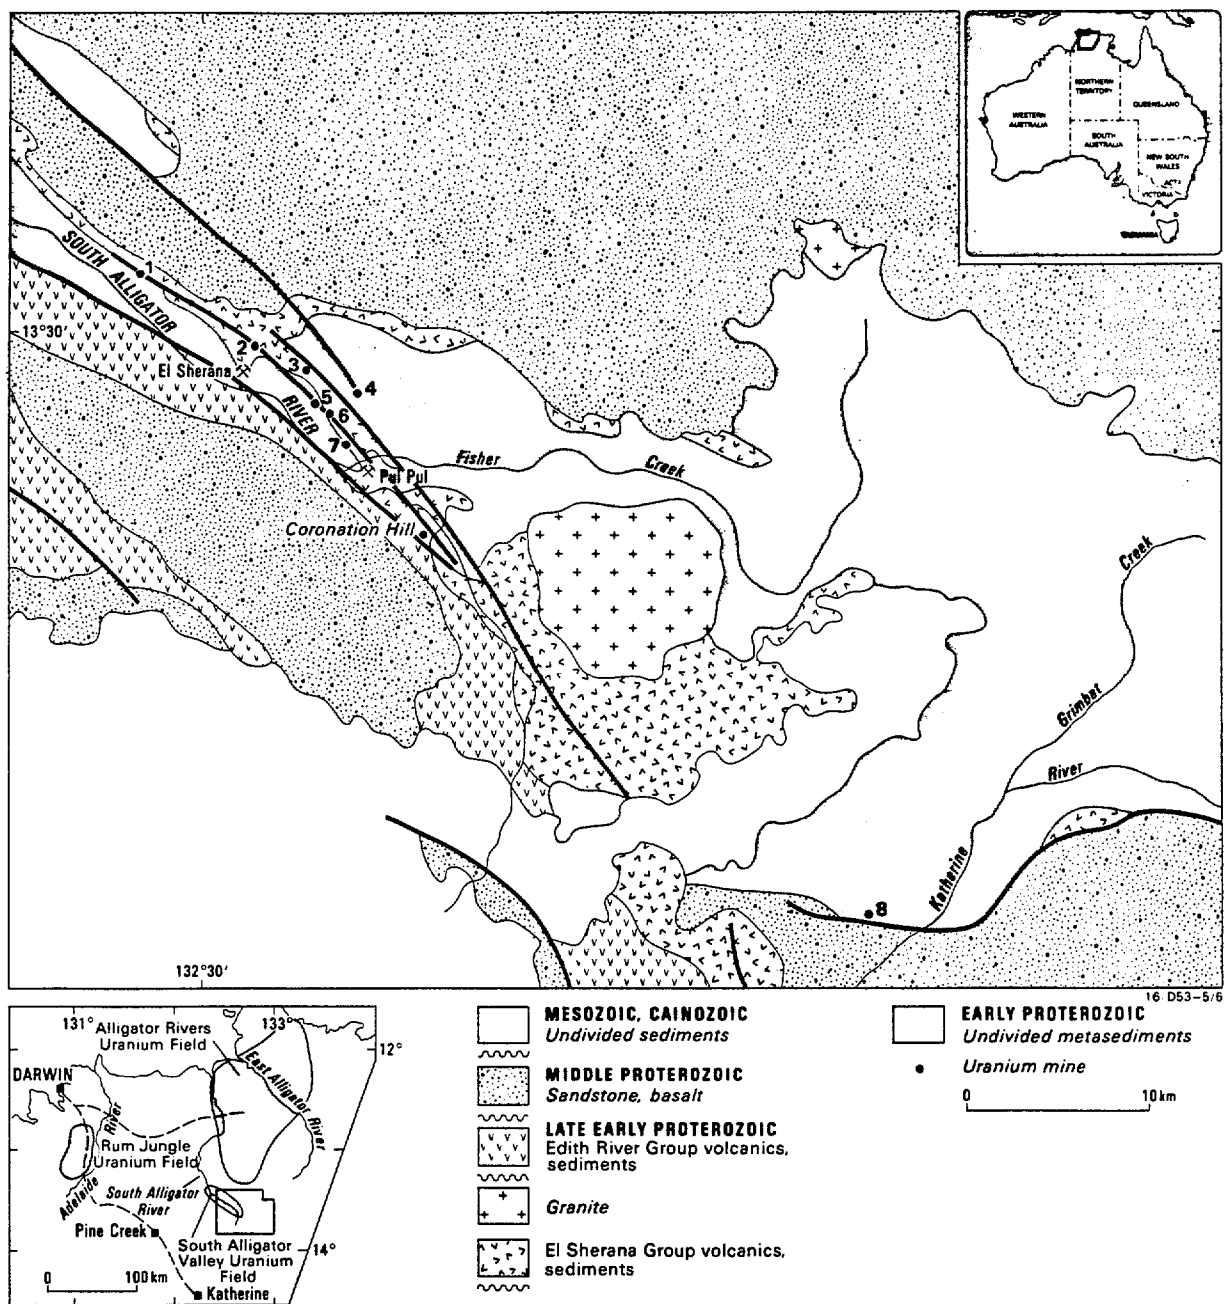 NORTHERN
TERRITORY
QUEENSLAND
WESTERN
AUSTRALIA
SOUTH
AUSTRALIA
NEW SOUTH
WALES
VICTORIA
SOUTH ALLIGATOR
RIVER
1
13°30'
2
El Sherana
3
4
5
6
7
Pul Pul
Fisher
Creek
Coronation Hill
Creek
Grimbat
River
Katherine
8
132°30'
16 D53–5/6
131°
133°
Alligator Rivers
Uranium Field
12°
DARWIN
East Alligator River
River
Rum Jungle
Uranium Field
Adelaide
South Alligator
River
Pine Creek
South Alligator
Valley Uranium
Field
14°
0 100 km
Katherine
MESOZOIC, CAINOZOIC
Undivided sediments
MIDDLE PROTEROZOIC
Sandstone, basalt
LATE EARLY PROTEROZOIC
Edith River Group volcanics,
sediments
Granite
El Sherana Group volcanics,
sediments
EARLY PROTEROZOIC
Undivided metasediments
Uranium mine
0 10 km